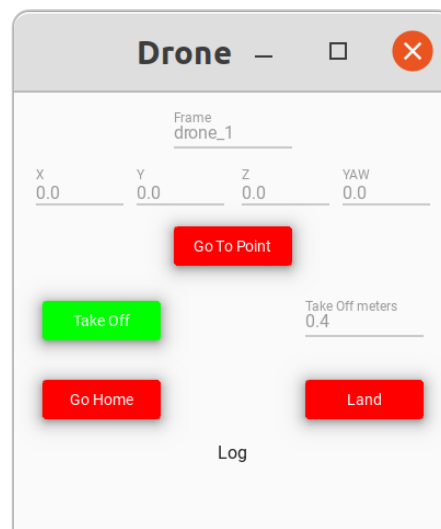 Drone
Frame
drone_1
X Y Z YAW
0.0 0.0 0.0 0.0
Go To Point
Take Off
Take Off meters
0.4
Go Home Land
Log